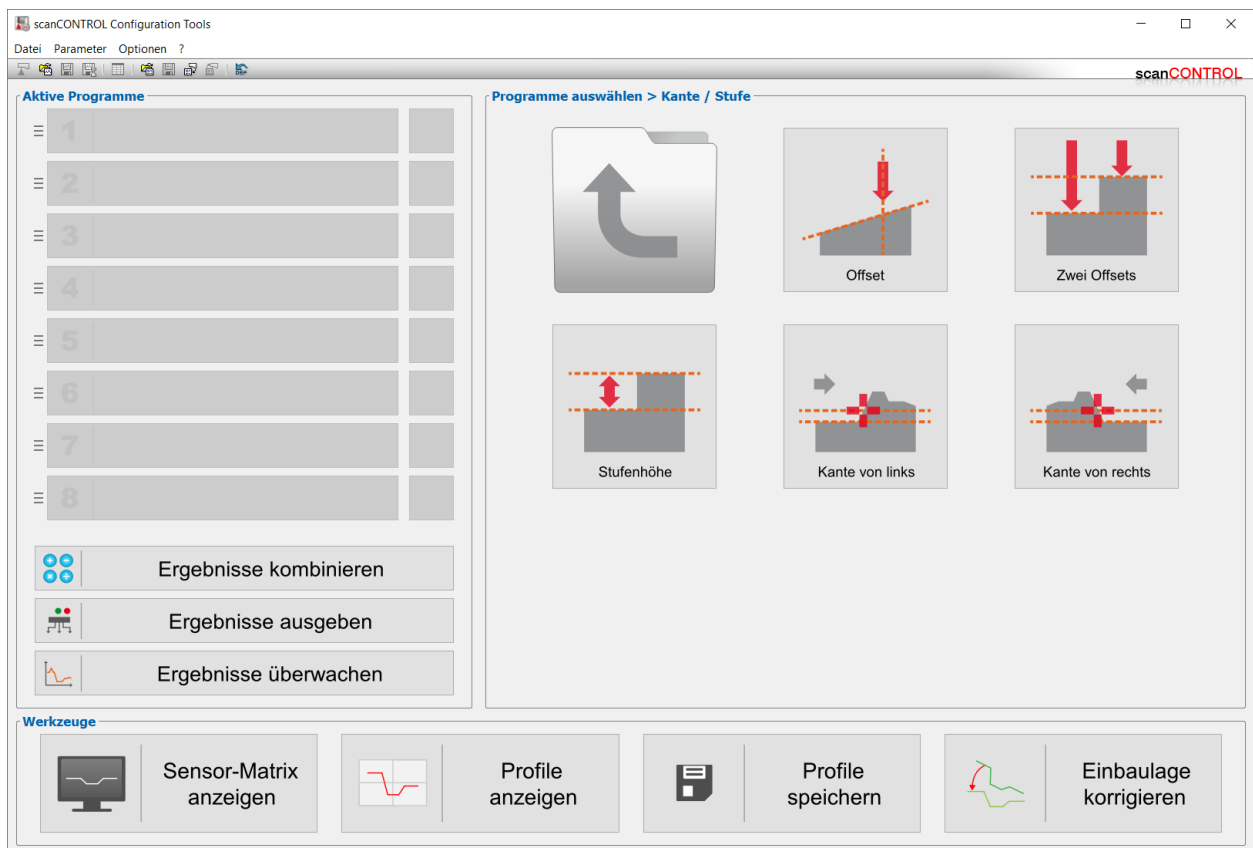 scanCONTROL Configuration Tools
Datei Parameter Optionen ?
scanCONTROL
Aktive Programme
1
2
3
4
5
6
7
8
Ergebnisse kombinieren
Ergebnisse ausgeben
Ergebnisse überwachen
Programme auswählen > Kante / Stufe
Offset
Zwei Offsets
Stufenhöhe
Kante von links
Kante von rechts
Werkzeuge
Sensor-Matrix
anzeigen
Profile
anzeigen
Profile
speichern
Einbaulage
korrigieren